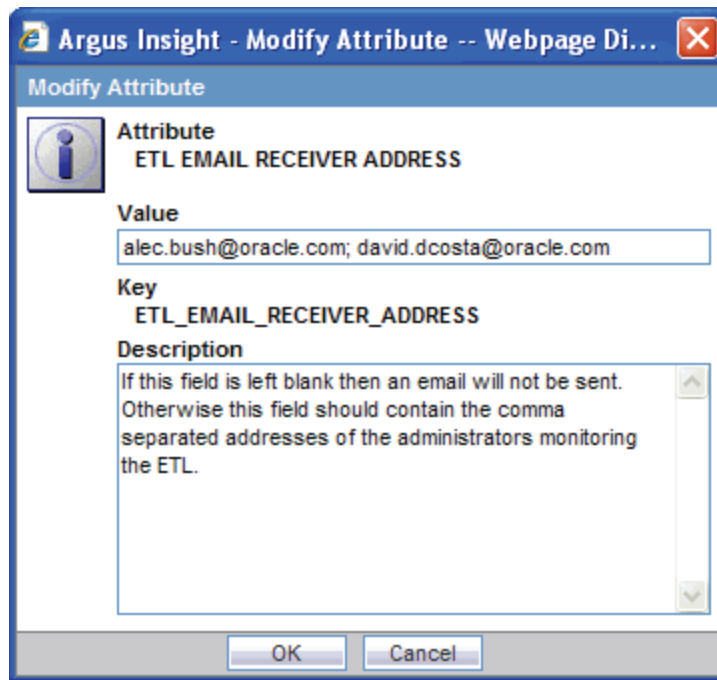 Argus Insight - Modify Attribute -- Webpage Di...
Modify Attribute
Attribute
ETL EMAIL RECEIVER ADDRESS
Value
alec.bush@oracle.com; david.dcosta@oracle.com
Key
ETL_EMAIL_RECEIVER_ADDRESS
Description
If this field is left blank then an email will not be sent.
Otherwise this field should contain the comma
separated addresses of the administrators monitoring
the ETL.
OK Cancel